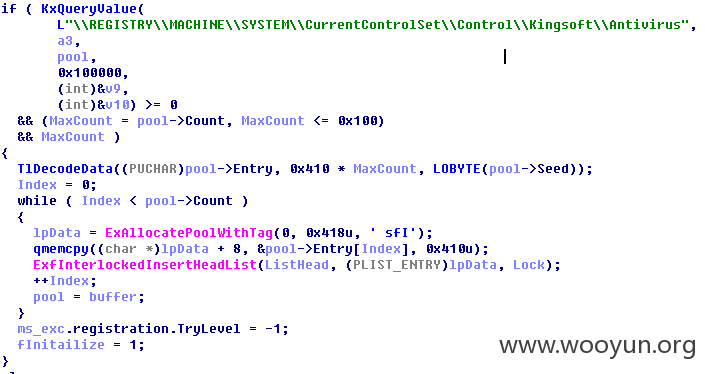 if ( KxQueryValue(
L"\\REGISTRY\\MACHINE\\SYSTEM\\CurrentControlSet\\Control\\Kingsoft\\Antivirus",
a3,
pool,
0x100000,
(int)&v9,
(int)&v10) >= 0
&& (MaxCount = pool->Count, MaxCount <= 0x100)
&& MaxCount )
{
TlDecodeData((PUCHAR)pool->Entry, 0x410 * MaxCount, LOBYTE(pool->Seed));
Index = 0;
while ( Index < pool->Count )
{
lpData = ExAllocatePoolWithTag(0, 0x418u, ' sfI');
qmemcpy((char *)lpData + 8, &pool->Entry[Index], 0x410u);
ExfInterlockedInsertHeadList(ListHead, (PLIST_ENTRY)lpData, Lock);
++Index;
pool = buffer;
}
ms_exc.registration.TryLevel = -1;
fInitailize = 1;
}
www.wooyun.org